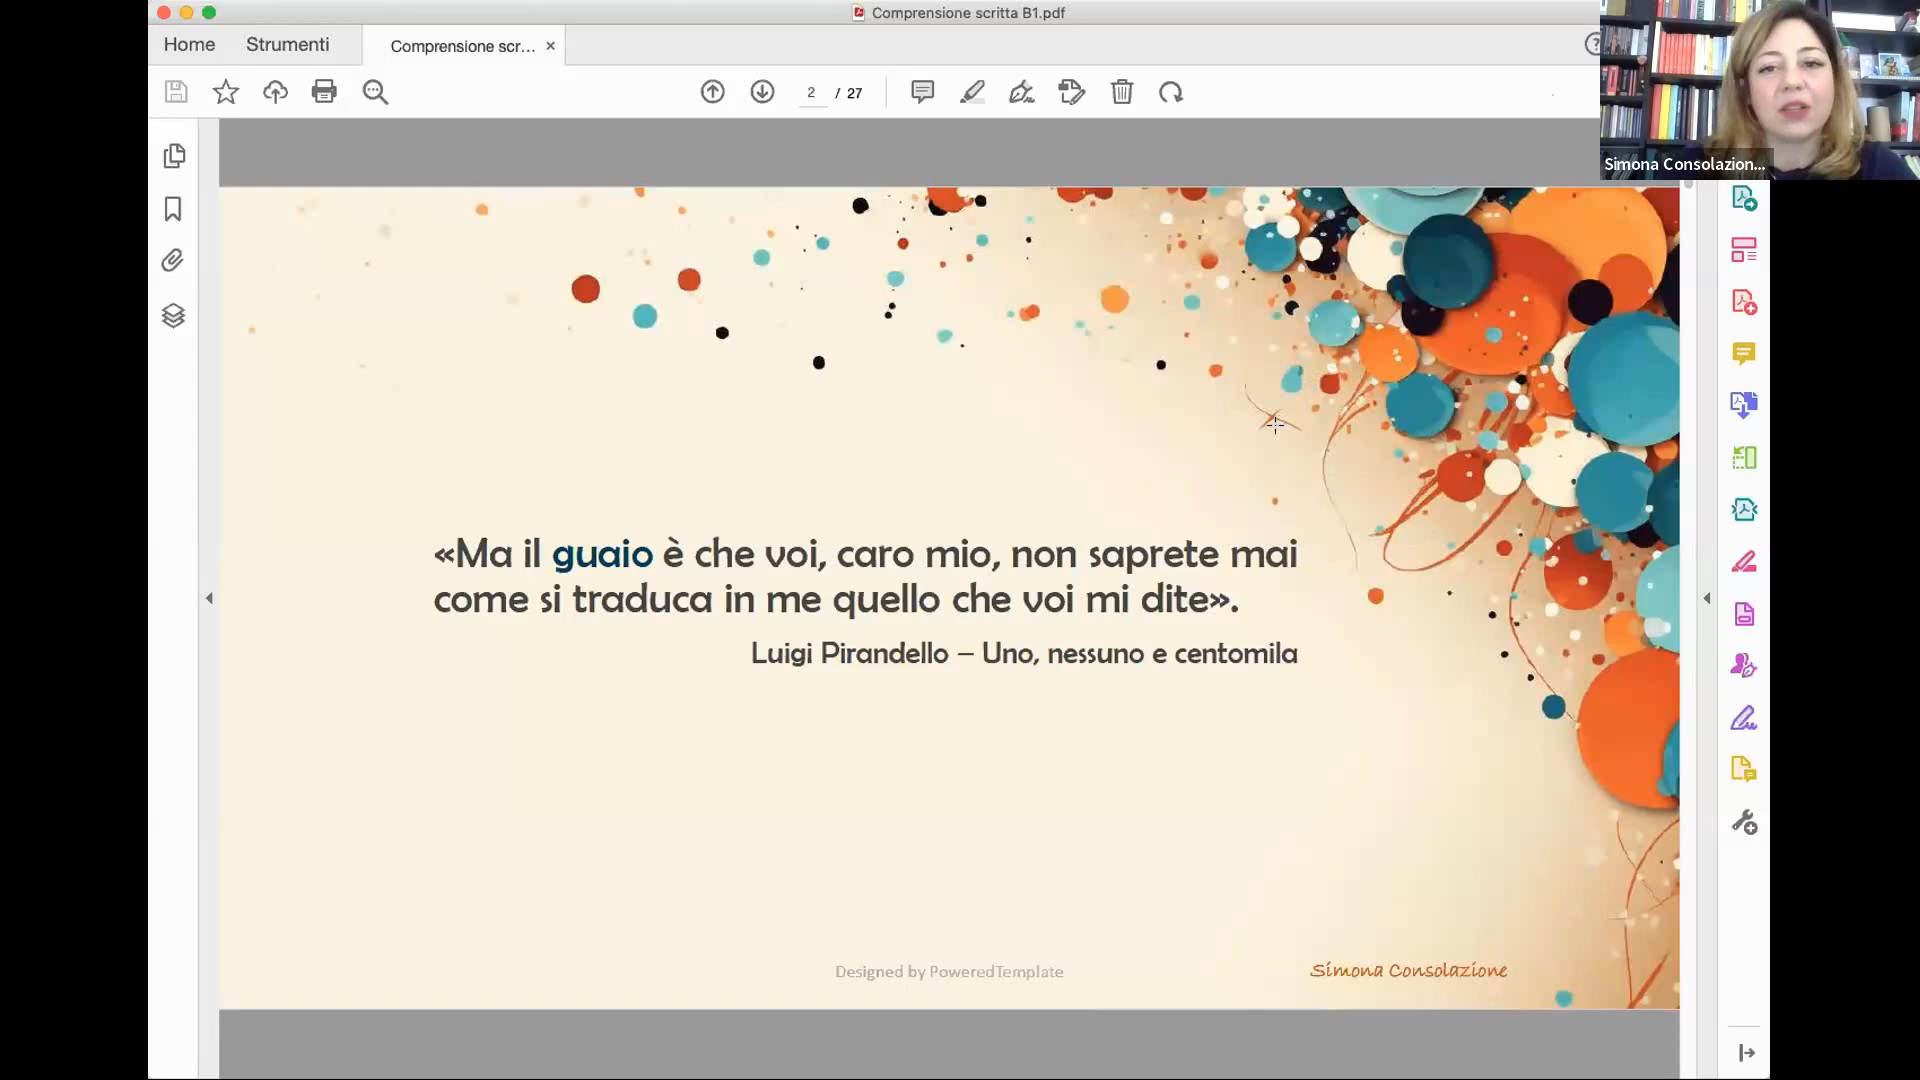 Comprensione scritta B1.pdf
Home
Strumenti
Comprensione scr...
2 / 27
Simona Consolazion...
«Ma il guaio è che voi, caro mio, non saprete mai
come si traduca in me quello che voi mi dite».
Luigi Pirandello – Uno, nessuno e centomila
Designed by PoweredTemplate
Simona Consolazione